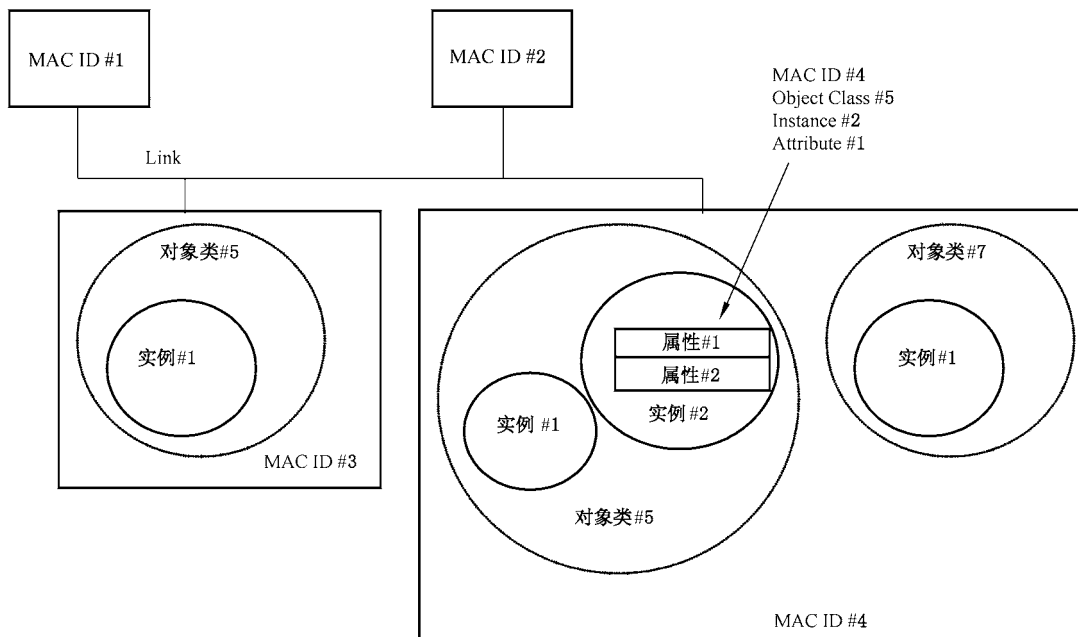 MAC ID #1
MAC ID #2
MAC ID #4
Object Class #5
Instance #2
Attribute #1
Link
对象类#5
实例#1
MAC ID #3
属性#1
属性#2
实例#2
实例 #1
对象类#5
对象类#7
实例#1
MAC ID #4